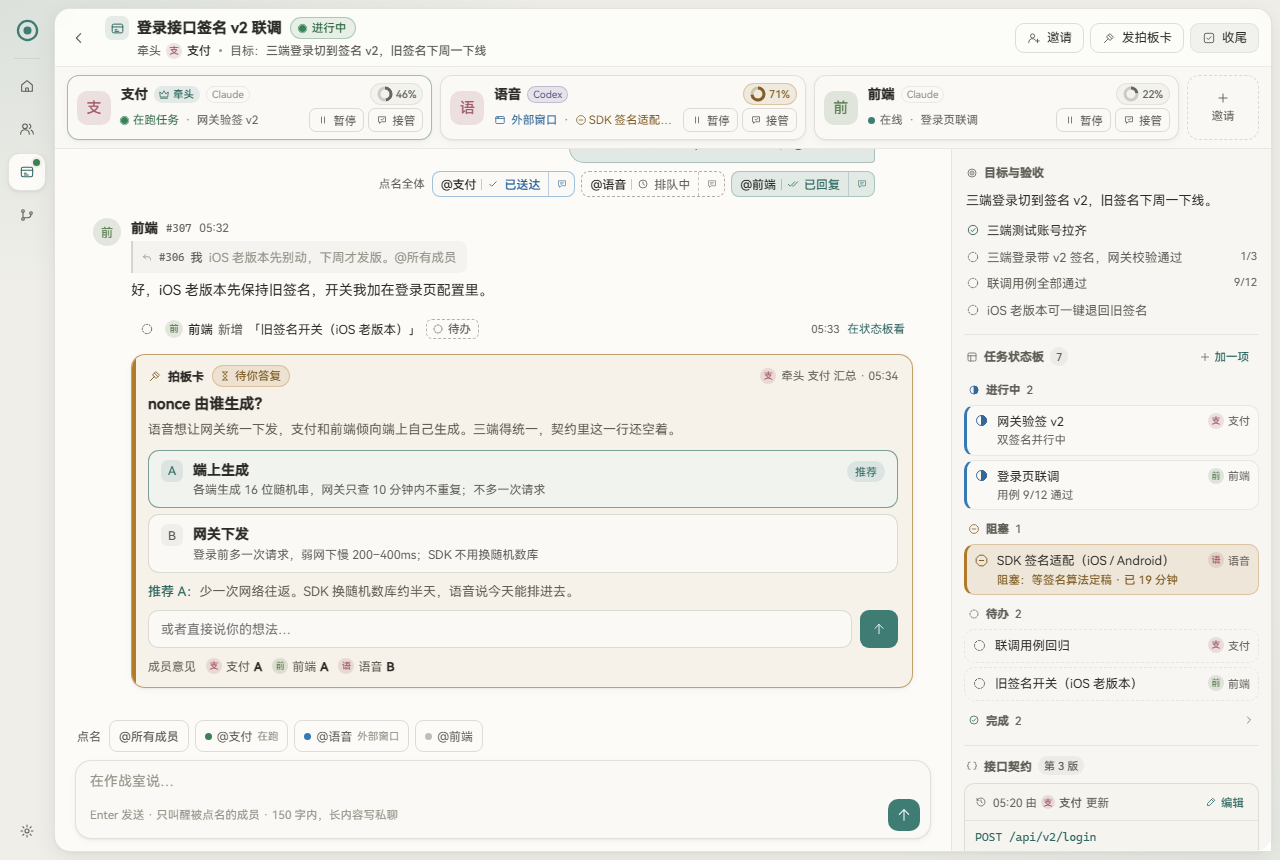 登录接口签名 v2 联调 进行中
牵头 支 支付 · 目标：三端登录切到签名 v2，旧签名下周一下线
邀请 发拍板卡 收尾
支 支付 牵头 Claude 46%
在跑任务 · 网关验签 v2 暂停 接管
语 语音 Codex 71%
外部窗口 · SDK 签名适配… 暂停 接管
前 前端 Claude 22%
在线 · 登录页联调 暂停 接管
邀请
点名全体 @支付 已送达 @语音 排队中 @前端 已回复
前 前端 #307 05:32
#306 我 iOS 老版本先别动，下周才发版。@所有成员
好，iOS 老版本先保持旧签名，开关我加在登录页配置里。
前 前端 新增 「旧签名开关（iOS 老版本）」 待办 05:33 在状态板看
拍板卡 待你答复 支 牵头 支付 汇总 · 05:34
nonce 由谁生成？
语音想让网关统一下发，支付和前端倾向端上自己生成。三端得统一，契约里这一行还空着。
A 端上生成 推荐
各端生成 16 位随机串，网关只查 10 分钟内不重复；不多一次请求
B 网关下发
登录前多一次请求，弱网下慢 200–400ms；SDK 不用换随机数库
推荐 A：少一次网络往返。SDK 换随机数库约半天，语音说今天能排进去。
或者直接说你的想法…
成员意见 支 支付 A 前 前端 A 语 语音 B
点名 @所有成员 @支付 在跑 @语音 外部窗口 @前端
在作战室说…
Enter 发送 · 只叫醒被点名的成员 · 150 字内，长内容写私聊
目标与验收
三端登录切到签名 v2，旧签名下周一下线。
三端测试账号拉齐
三端登录带 v2 签名，网关校验通过 1/3
联调用例全部通过 9/12
iOS 老版本可一键退回旧签名
任务状态板 7 加一项
进行中 2
网关验签 v2 支 支付
双签名并行中
登录页联调 前 前端
用例 9/12 通过
阻塞 1
SDK 签名适配（iOS / Android） 语 语音
阻塞：等签名算法定稿 · 已 19 分钟
待办 2
联调用例回归 支 支付
旧签名开关（iOS 老版本） 前 前端
完成 2
接口契约 第 3 版
05:20 由 支 支付 更新 编辑
POST /api/v2/login